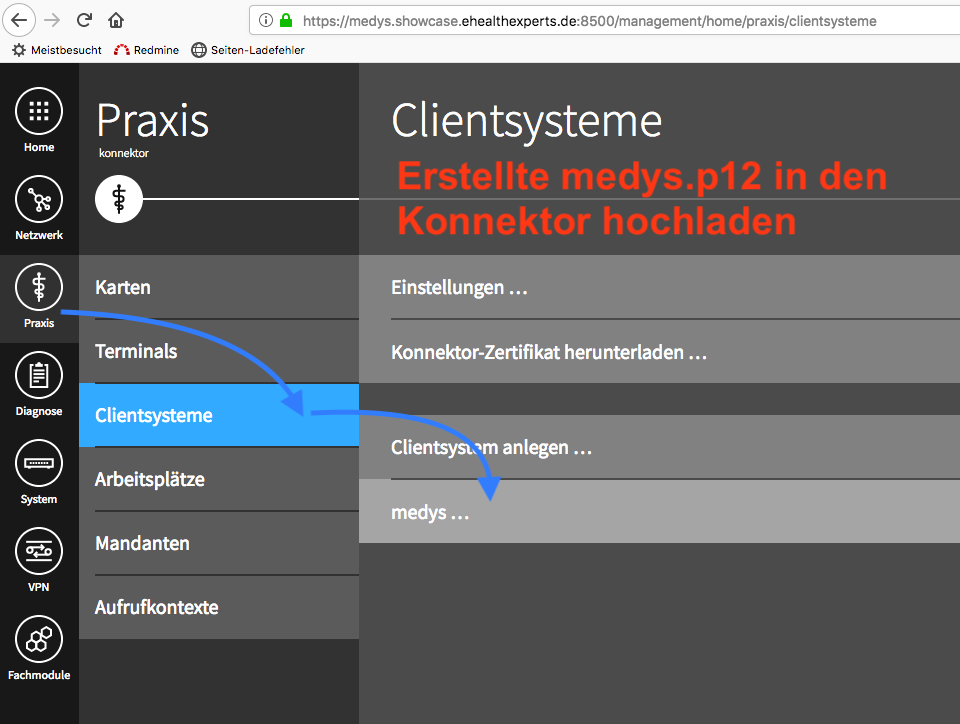 https://medys.showcase.ehealthexperts.de:8500/management/home/praxis/clientsysteme
Meistbesucht Redmine Seiten-Ladefehler
Home
Netzwerk
Praxis
Diagnose
System
VPN
Fachmodule
Praxis
konnektor
Karten
Terminals
Clientsysteme
Arbeitsplätze
Mandanten
Aufrufkontexte
Clientsysteme
Erstellte medys.p12 in den
Konnektor hochladen
Einstellungen …
Konnektor-Zertifikat herunterladen …
Clientsystem anlegen …
medys …